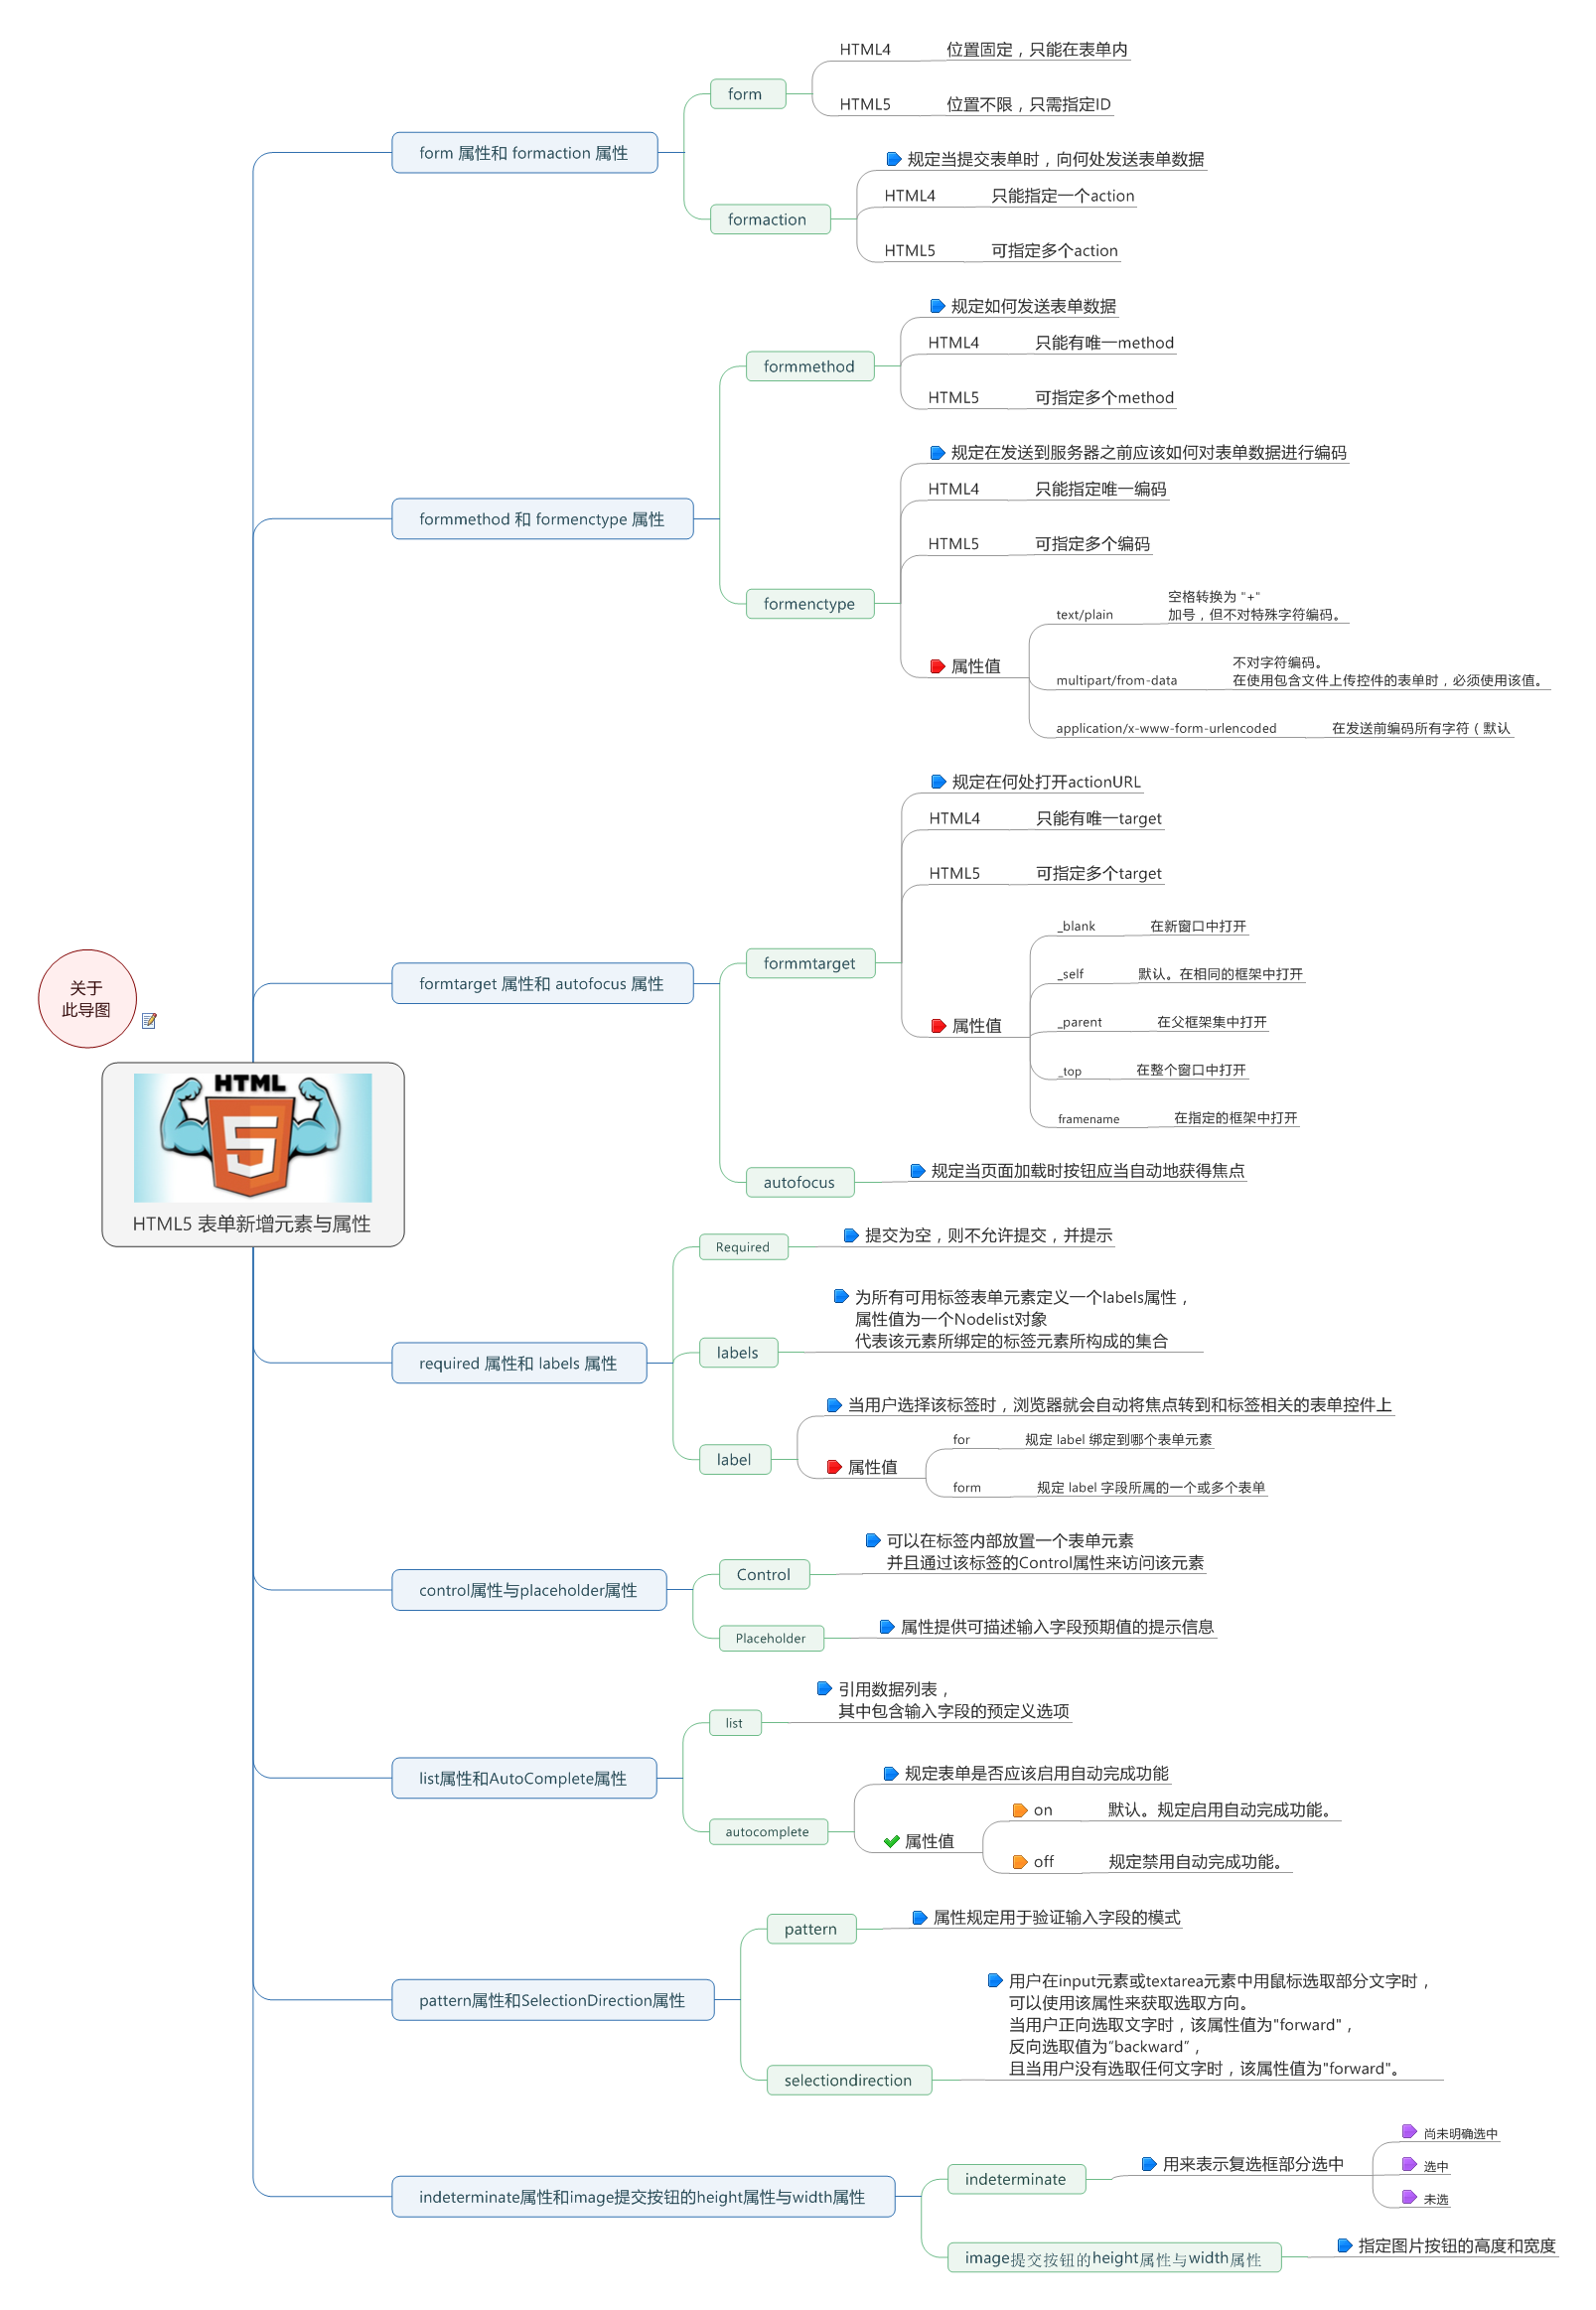 HTML4 位置固定，只能在表单内
form
HTML5 位置不限，只需指定ID
form 属性和 formaction 属性
规定当提交表单时，向何处发送表单数据
HTML4 只能指定一个action
formaction
HTML5 可指定多个action
规定如何发送表单数据
HTML4 只能有唯一method
formmethod
HTML5 可指定多个method
规定在发送到服务器之前应该如何对表单数据进行编码
HTML4 只能指定唯一编码
formmethod 和 formenctype 属性
HTML5 可指定多个编码
formenctype
空格转换为 "+"
text/plain 加号，但不对特殊字符编码。
属性值
不对字符编码。
multipart/from-data 在使用包含文件上传控件的表单时，必须使用该值。
application/x-www-form-urlencoded 在发送前编码所有字符（默认
规定在何处打开actionURL
HTML4 只能有唯一target
HTML5 可指定多个target
_blank 在新窗口中打开
formmtarget
formtarget 属性和 autofocus 属性
_self 默认。在相同的框架中打开
关于
此导图
属性值
_parent 在父框架集中打开
_top 在整个窗口中打开
framename 在指定的框架中打开
autofocus 规定当页面加载时按钮应当自动地获得焦点
HTML
5
HTML5 表单新增元素与属性
Required 提交为空，则不允许提交，并提示
为所有可用标签表单元素定义一个labels属性，
属性值为一个Nodelist对象
代表该元素所绑定的标签元素所构成的集合
labels
required 属性和 labels 属性
当用户选择该标签时，浏览器就会自动将焦点转到和标签相关的表单控件上
label
for 规定 label 绑定到哪个表单元素
属性值
form 规定 label 字段所属的一个或多个表单
可以在标签内部放置一个表单元素
并且通过该标签的Control属性来访问该元素
Control
control属性与placeholder属性
Placeholder 属性提供可描述输入字段预期值的提示信息
引用数据列表，
其中包含输入字段的预定义选项
list
list属性和AutoComplete属性
规定表单是否应该启用自动完成功能
autocomplete
on 默认。规定启用自动完成功能。
属性值
off 规定禁用自动完成功能。
pattern 属性规定用于验证输入字段的模式
pattern属性和SelectionDirection属性
用户在input元素或textarea元素中用鼠标选取部分文字时，
可以使用该属性来获取选取方向。
当用户正向选取文字时，该属性值为"forward"，
反向选取值为“backward”，
且当用户没有选取任何文字时，该属性值为"forward"。
selectiondirection
尚未明确选中
indeterminate 用来表示复选框部分选中 选中
未选
indeterminate属性和image提交按钮的height属性与width属性
image提交按钮的height属性与width属性 指定图片按钮的高度和宽度